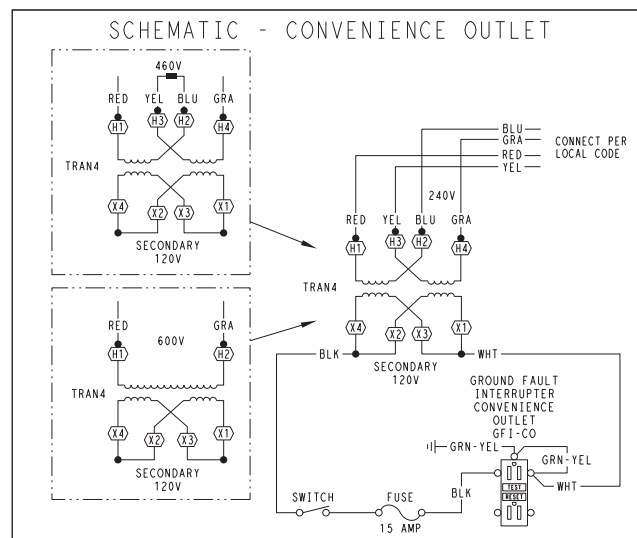 SCHEMATIC - CONVENIENCE OUTLET
460V
RED YEL BLU GRA
H1 H3 H2 H4
TRAN4
X4 X2 X3 X1
SECONDARY
120V
RED GRA
600V
H1 H2
TRAN4
X4 X2 X3 X1
SECONDARY
120V
BLU
GRA
RED
YEL
CONNECT PER
LOCAL CODE
240V
RED YEL BLU GRA
H1 H3 H2 H4
TRAN4
X4 X2 X3 X1
BLK WHT
SECONDARY
120V
GROUND FAULT
INTERRUPTER
CONVENIENCE
OUTLET
GFI-CO
GRN-YEL
GRN-YEL
WHT
BLK
TEST
RESET
SWITCH FUSE
15 AMP